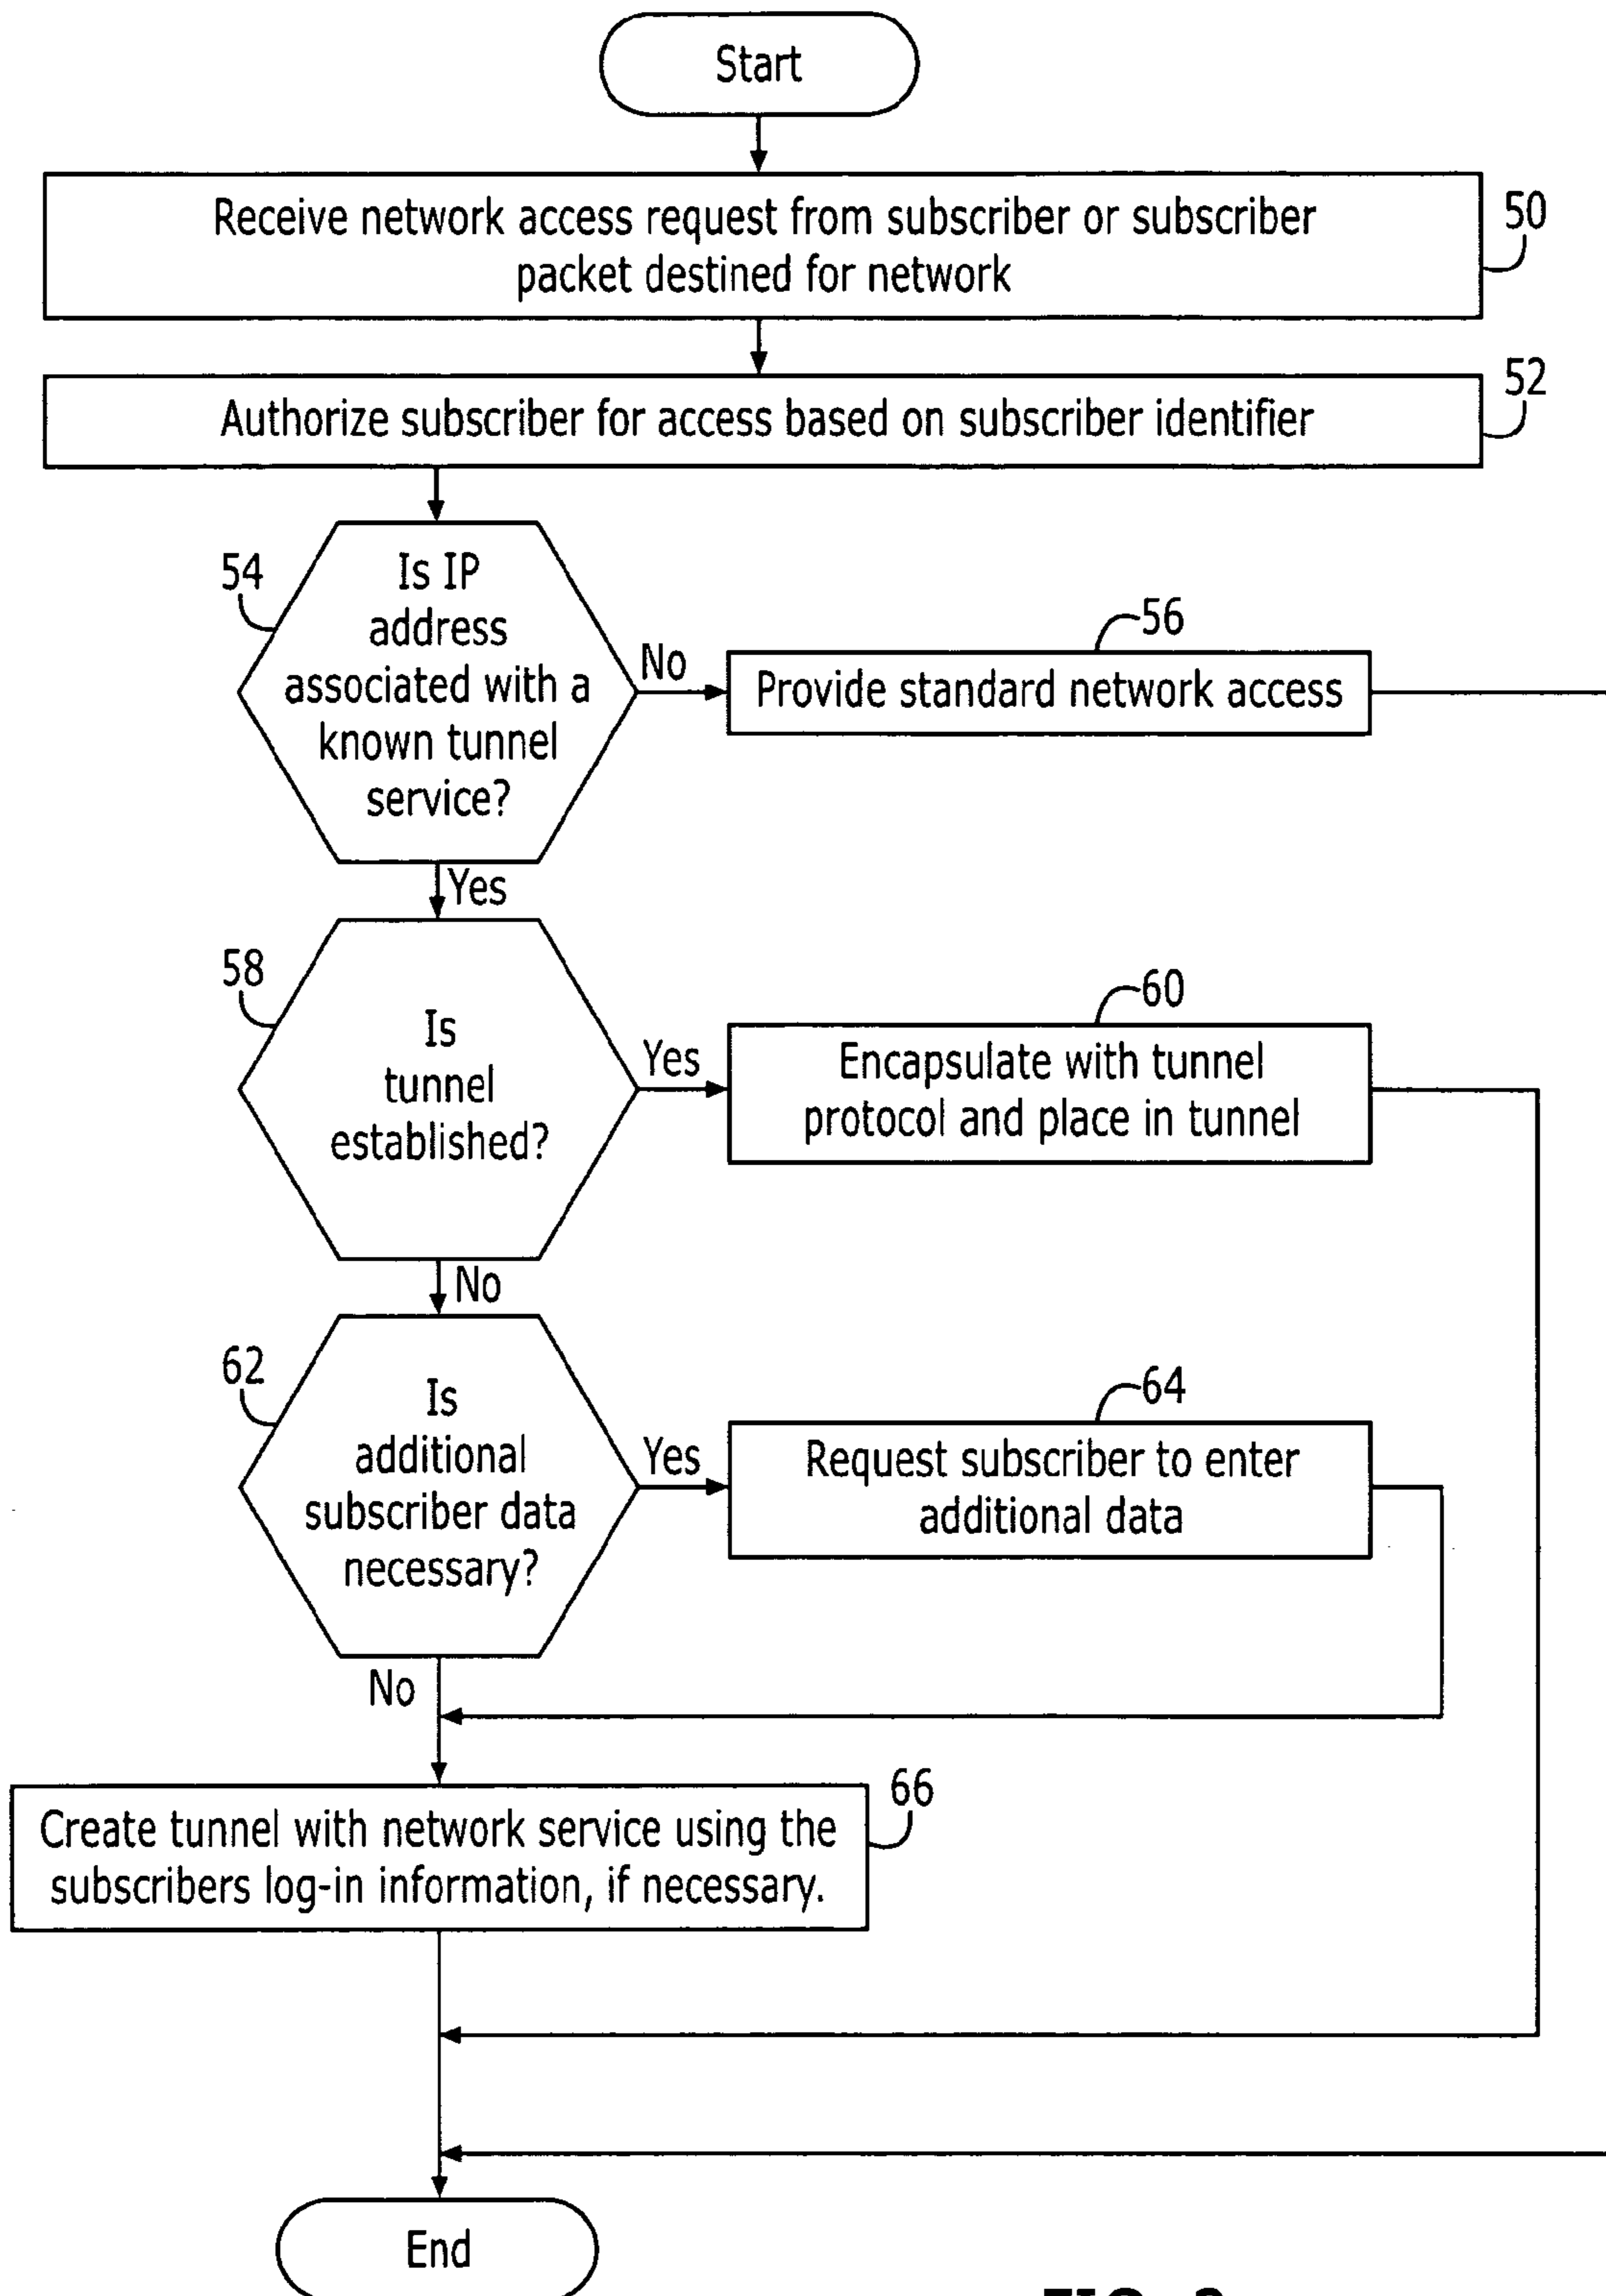 Start
Receive network access request from subscriber or subscriber
packet destined for network
50
Authorize subscriber for access based on subscriber identifier
52
54
Is IP
address
associated with a
known tunnel
service?
No
56
Provide standard network access
Yes
58
Is
tunnel
established?
Yes
60
Encapsulate with tunnel
protocol and place in tunnel
No
62
Is
additional
subscriber data
necessary?
Yes
64
Request subscriber to enter
additional data
No
66
Create tunnel with network service using the
subscribers log-in information, if necessary.
End